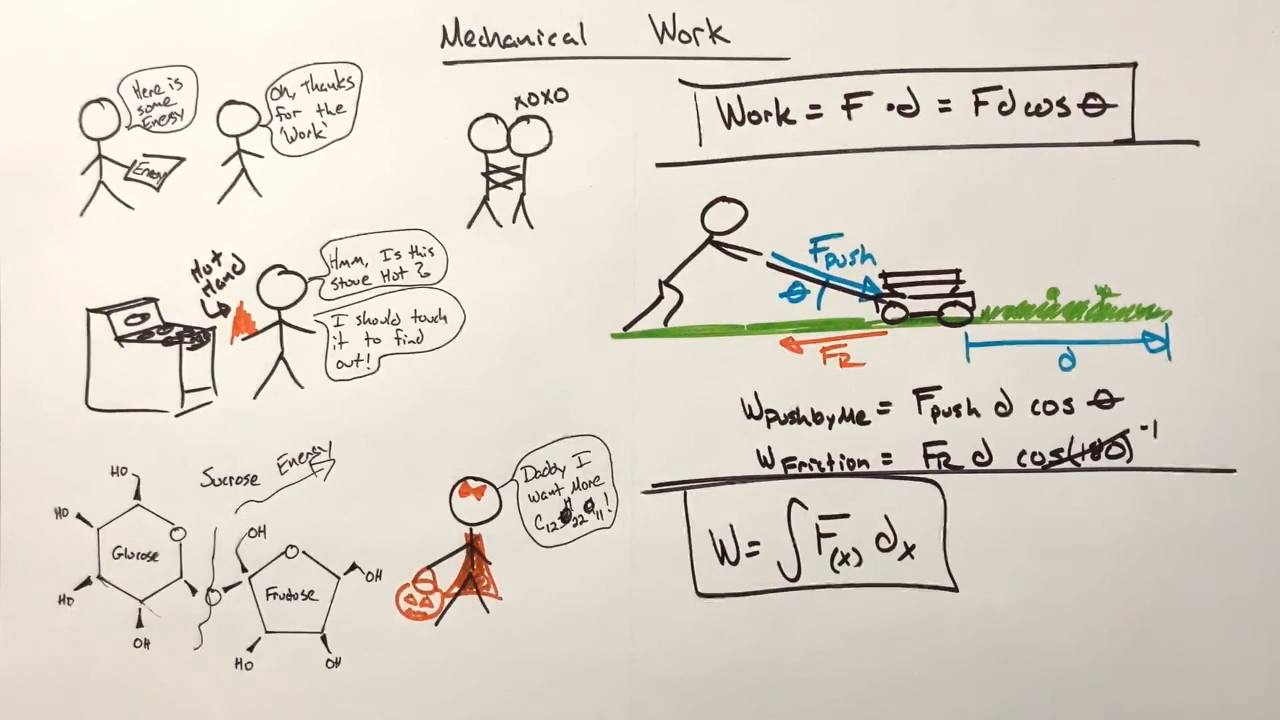 Mechanical Work
Here is
some
Energy
Energy
Oh, Thanks
for the
'Work'
xoxo
Work = F · d = Fd cos θ
Hot
Hand
Hmm, Is this
stove Hot?
I should touch
it to find
out!
Fpush
θ
FR
d
WpushbyMe = Fpush d cos θ
WFriction = FR d cos(180) -1
W = ∫ F(x) dx
Sucrose Energy
HO
HO
HO
OH
Glucose
O
OH
O
OH
Fructose
HO
OH
Daddy I
Want More
C12H22O11!